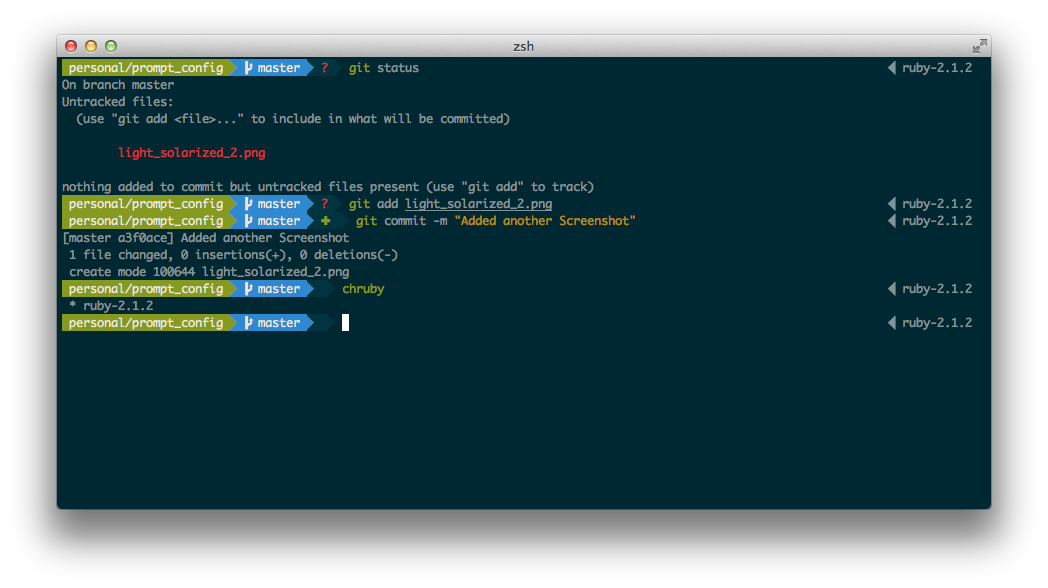 zsh
personal/prompt_config master ? git status ruby-2.1.2
On branch master
Untracked files:
(use "git add <file>..." to include in what will be committed)
light_solarized_2.png
nothing added to commit but untracked files present (use "git add" to track)
personal/prompt_config master ? git add light_solarized_2.png ruby-2.1.2
personal/prompt_config master + git commit -m "Added another Screenshot" ruby-2.1.2
[master a3f0ace] Added another Screenshot
1 file changed, 0 insertions(+), 0 deletions(-)
create mode 100644 light_solarized_2.png
personal/prompt_config master chruby ruby-2.1.2
* ruby-2.1.2
personal/prompt_config master ruby-2.1.2